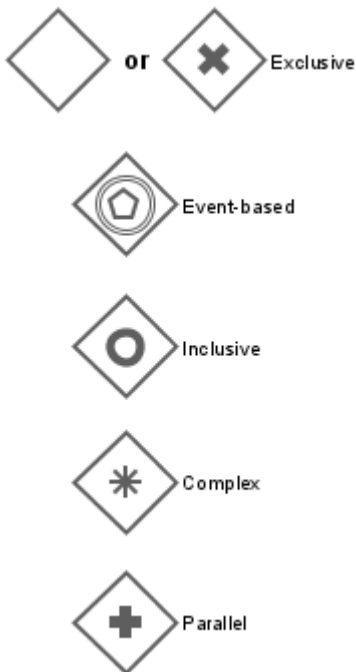 or Exclusive
Event-based
Inclusive
Complex
Parallel